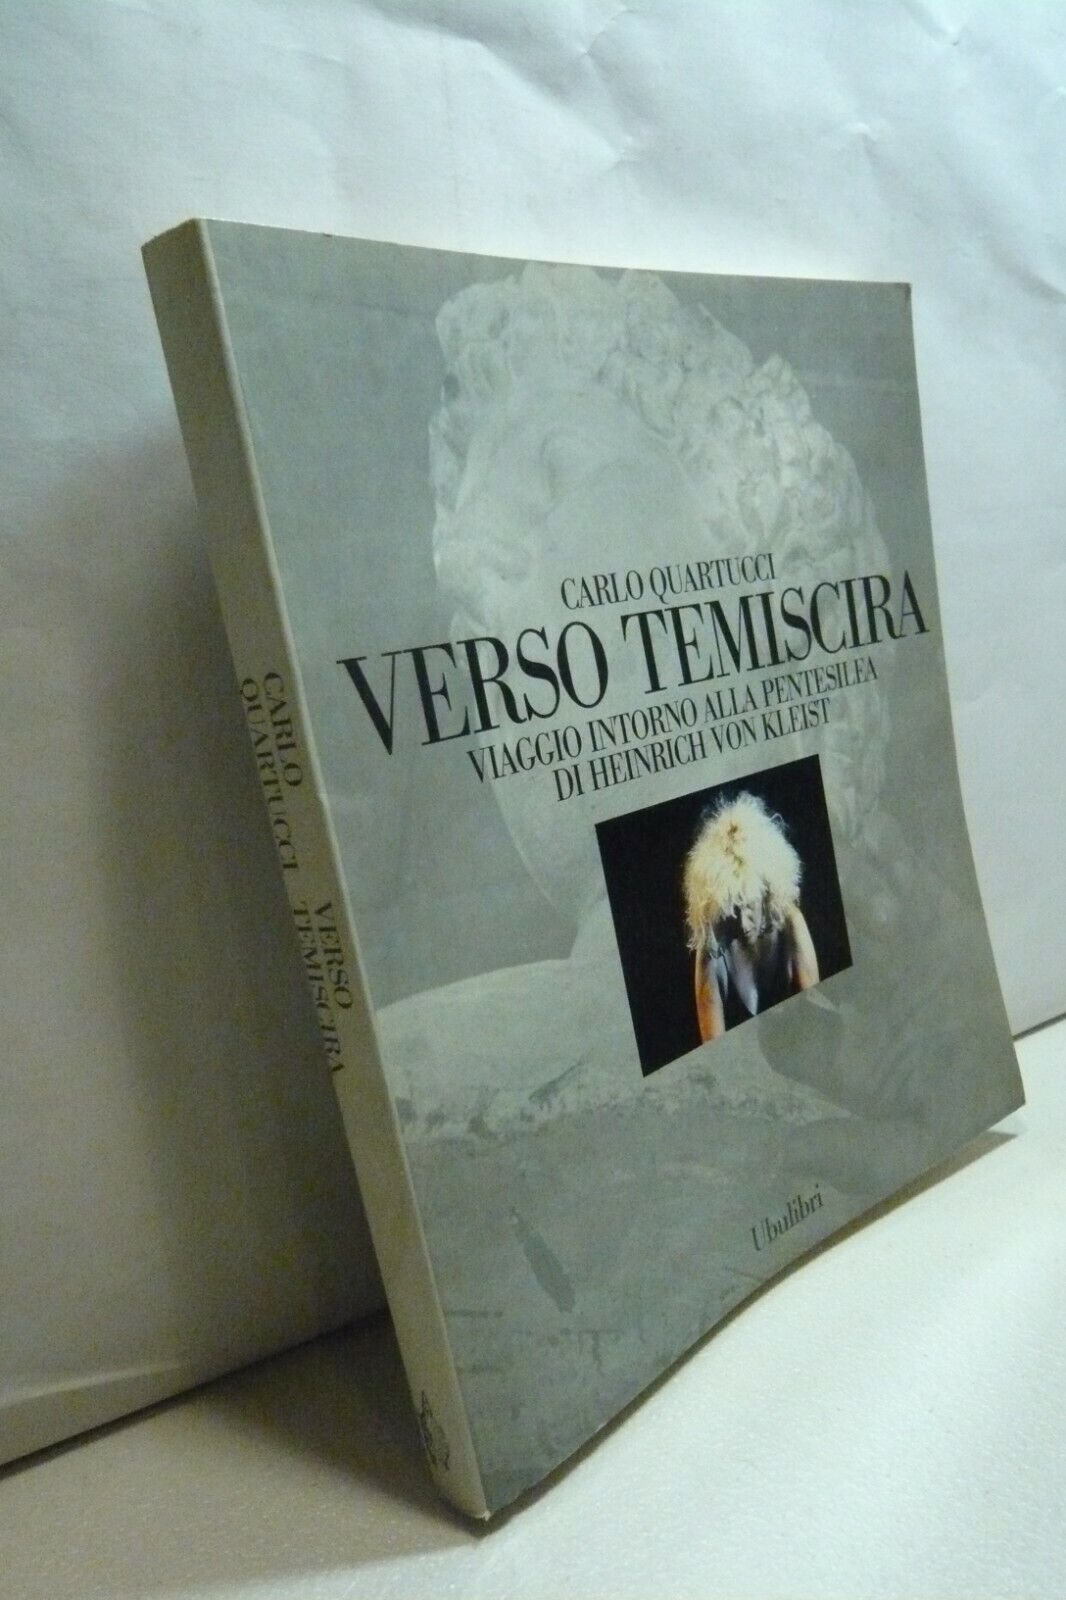 CARLO QUARTUCCI
VERSO TEMISCIRA
VIAGGIO INTORNO ALLA PENTESILEA
DI HEINRICH VON KLEIST
Ubulibri
CARLO
QUARTUCCI
VERSO
TEMISCIRA